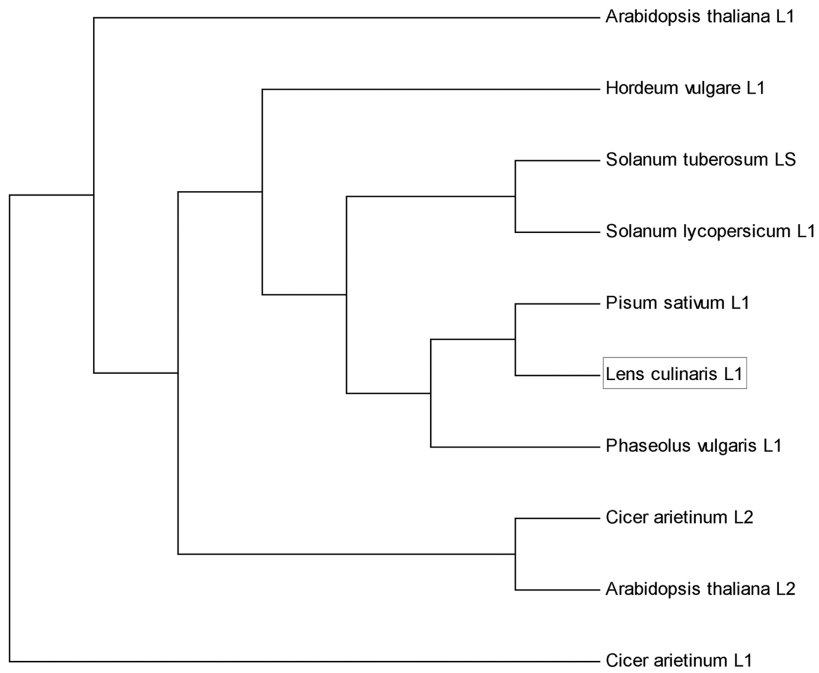 Arabidopsis thaliana L1
Hordeum vulgare L1
Solanum tuberosum LS
Solanum lycopersicum L1
Pisum sativum L1
Lens culinaris L1
Phaseolus vulgaris L1
Cicer arietinum L2
Arabidopsis thaliana L2
Cicer arietinum L1